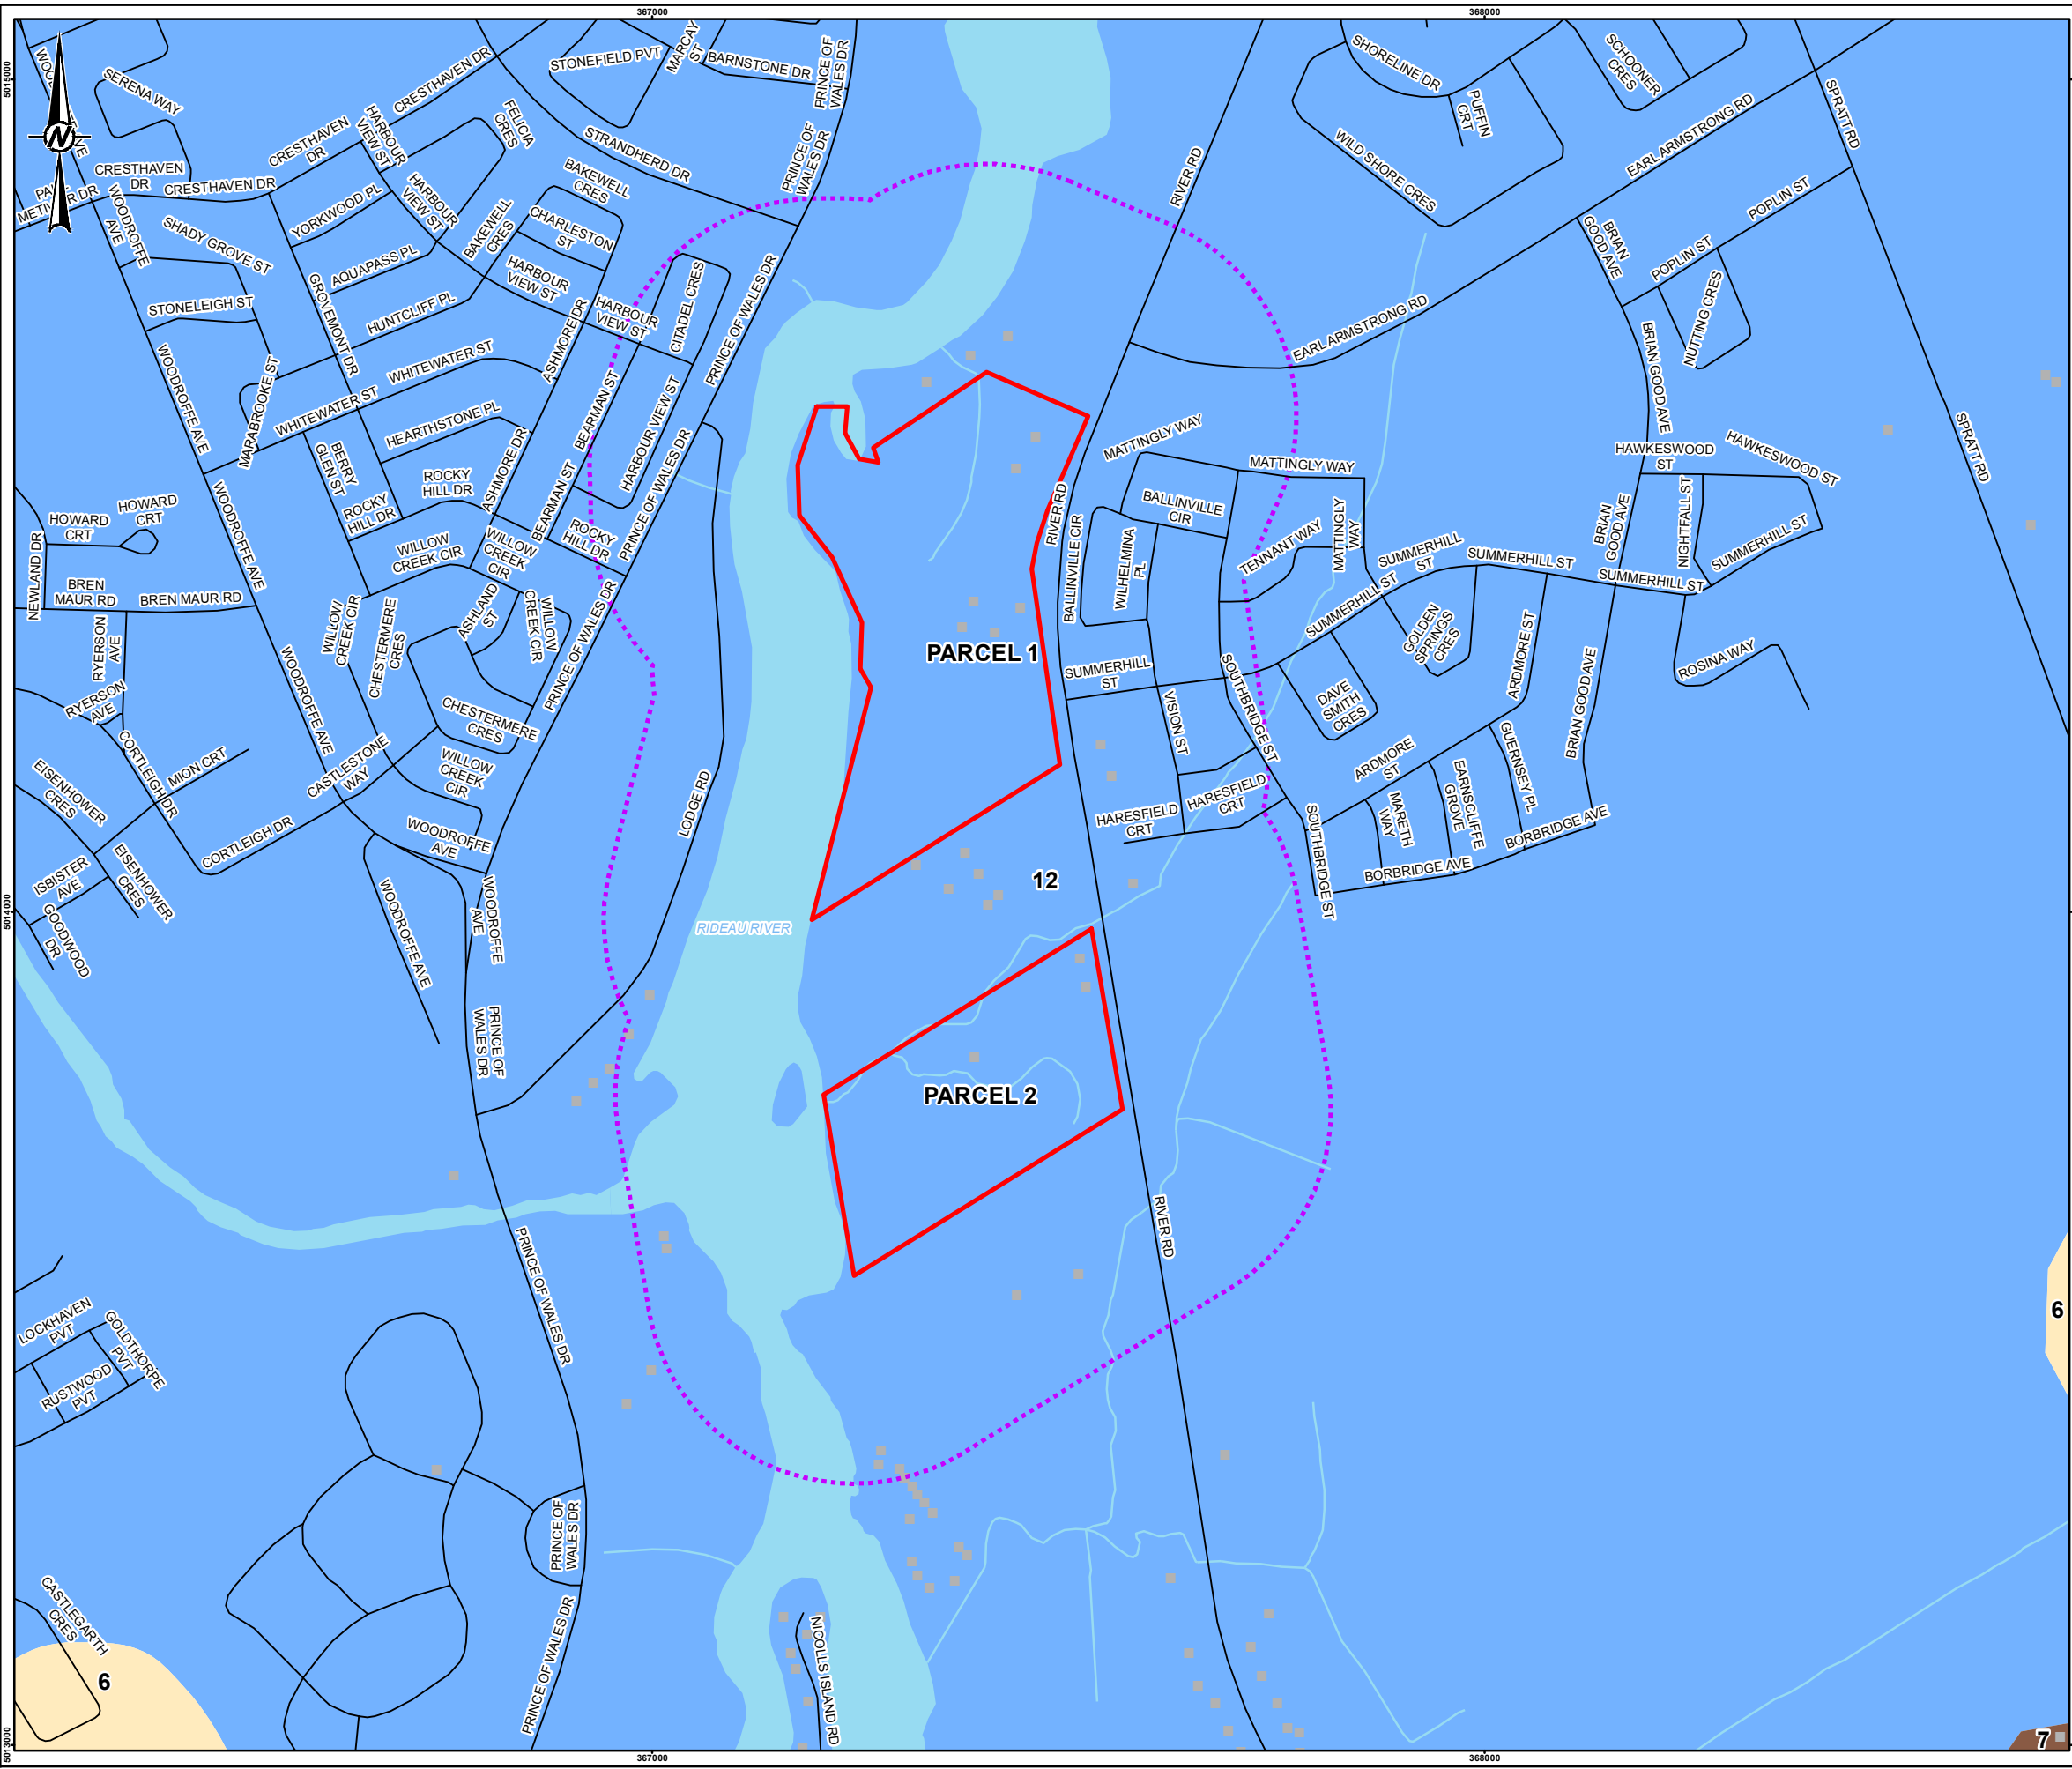 367000
368000
5015000
5014000
5013000
N
WOODROFFE AVE
SERENA WAY
CRESTHAVEN DR
CRESTHAVEN
DR
CRESTHAVEN DR
CRESTHAVEN
DR
METIVIER DR
HARBOUR
VIEW ST
FELICIA
CRES
STONEFIELD PVT
MARCAY
ST
BARNSTONE DR
PRINCE OF
WALES DR
PRINCE OF
WALES DR
STRANDHERD DR
BAKEWELL
CRES
BAKEWELL
CRES
CHARLESTON
ST
HARBOUR
VIEW ST
HARBOUR
VIEW ST
HARBOUR
VIEW ST
YORKWOOD PL
AQUAPASS PL
HUNTCLIFF PL
WOODROFFE
AVE
SHADY GROVE ST
STONELEIGH ST
GROVEMONT DR
WHITEWATER ST
WHITEWATER ST
MARABROOKE ST
WOODROFFE AVE
ASHMORE DR
CITADEL CRES
PRINCE OF WALES DR
BEARMAN ST
HARBOUR VIEW ST
HEARTHSTONE PL
BERRY
GLEN ST
ROCKY
HILL DR
ROCKY
HILL DR
ASHMORE DR
BEARMAN ST
ROCKY
HILL DR
PRINCE OF WALES DR
WILLOW
CREEK CIR
WILLOW
CREEK CIR
WILLOW
CREEK CIR
WILLOW
CREEK CIR
HOWARD
CRT
HOWARD
CRT
NEWLAND DR
BREN
MAUR RD
BREN MAUR RD
WOODROFFE AVE
RYERSON
AVE
RYERSON
AVE
CHESTERMERE
CRES
ASHLAND
ST
CHESTERMERE
CRES
PRINCE OF WALES DR
WOODROFFE AVE
CORTLEIGH DR
MION CRT
CASTLESTONE
WAY
WILLOW
CREEK
CIR
EISENHOWER
CRES
EISENHOWER
CRES
ISBISTER
AVE
GOODWOOD
DR
CORTLEIGH DR
WOODROFFE
AVE
WOODROFFE AVE
WOODROFFE
AVE
LODGE RD
PRINCE OF
WALES DR
RIDEAU RIVER
RIVER RD
SHORELINE DR
PUFFIN
CRT
WILD SHORE CRES
SCHOONER
CRES
EARL ARMSTRONG RD
SPRATT RD
EARL ARMSTRONG RD
BRIAN
GOOD AVE
POPLIN ST
POPLIN ST
NUTTING CRES
BRIAN GOOD AVE
HAWKESWOOD
ST
HAWKESWOOD ST
SPRATT RD
MATTINGLY WAY
MATTINGLY WAY
MATTINGLY
WAY
BALLINVILLE
CIR
BALLINVILLE CIR
RIVER RD
WILHELMINA
PL
TENNANT WAY
SUMMERHILL
ST
SUMMERHILL ST
SUMMERHILL ST
SUMMERHILL ST
SUMMERHILL ST
BRIAN
GOOD AVE
NIGHTFALL ST
SUMMERHILL
ST
GOLDEN
SPRINGS
CRES
ARDMORE ST
ROSINA WAY
BRIAN GOOD AVE
DAVE
SMITH
CRES
SOUTHBRIDGE ST
VISION ST
ARDMORE
ST
GUERNSEY PL
EARNSCLIFFE
GROVE
MARETH
WAY
HARESFIELD
CRT
HARESFIELD
CRT
SOUTHBRIDGE ST
BORBRIDGE AVE
BORBRIDGE AVE
PARCEL 1
12
PARCEL 2
RIVER RD
PRINCE OF WALES DR
LOCKHAVEN
PVT
GOLDTHORPE
PVT
RUSTWOOD
PVT
PRINCE OF
WALES DR
CASTLEGARTH
CRES
6
PRINCE OF WALES DR
NICOLLS ISLAND RD
6
7
367000
368000